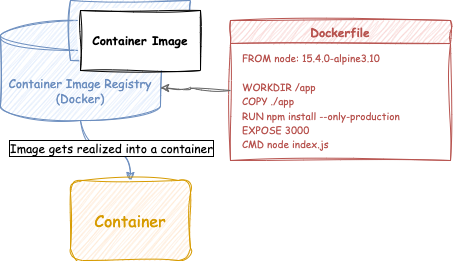 Container Image
Container Image Registry
(Docker)
Image gets realized into a container
Container
Dockerfile
FROM node: 15.4.0-alpine3.10
WORKDIR /app
COPY ./app
RUN npm install --only-production
EXPOSE 3000
CMD node index.js